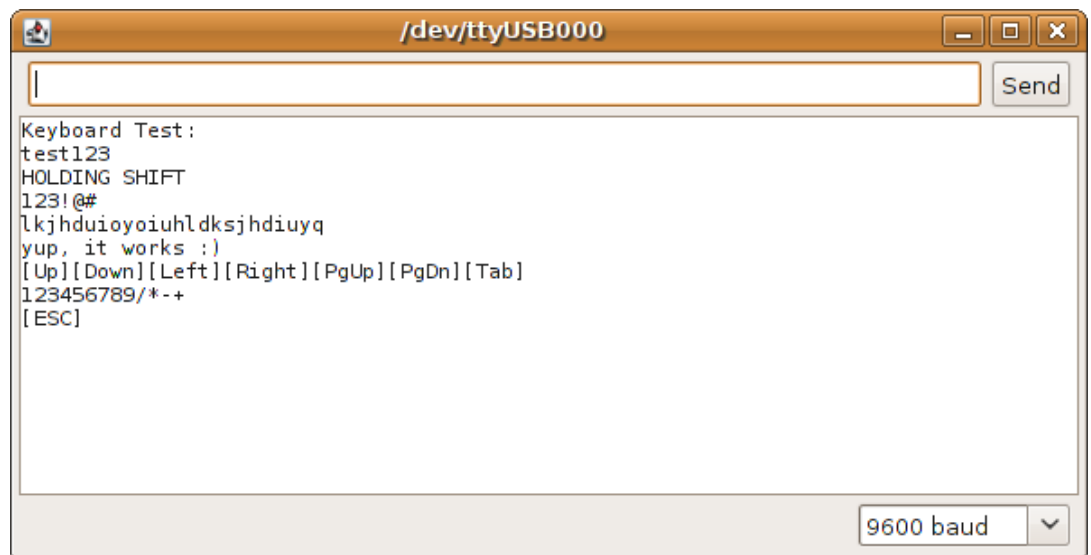 /dev/ttyUSB000
Send
Keyboard Test:
test123
HOLDING SHIFT
123!@#
lkjhduioyoiuhldksjhdiuyq
yup, it works :)
[Up][Down][Left][Right][PgUp][PgDn][Tab]
123456789/*-+
[ESC]
9600 baud